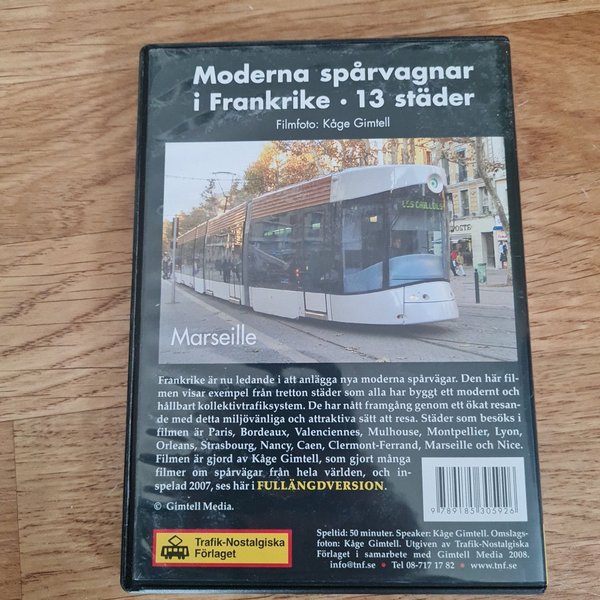 Moderna spårvagnar
i Frankrike · 13 städer
Filmfoto: Kåge Gimtell
LES CAILLOLS
POSTE
Marseille
Frankrike är nu ledande i att anlägga nya moderna spårvägar. Den här fil-
men visar exempel från tretton städer som alla har byggt ett modernt och
hållbart kollektivtrafiksystem. De har nått framgång genom ett ökat resan-
de med detta miljövänliga och attraktiva sätt att resa. Städer som besöks i
filmen är Paris, Bordeaux, Valenciennes, Mulhouse, Montpellier, Lyon,
Orleans, Strasbourg, Nancy, Caen, Clermont-Ferrand, Marseille och Nice.
Filmen är gjord av Kåge Gimtell, som gjort många
filmer om spårvägar från hela världen, och in-
spelad 2007, ses här i FULLÄNGDVERSION.
© Gimtell Media.
9 789185 305926
Trafik-Nostalgiska
Förlaget
Speltid: 50 minuter. Speaker: Kåge Gimtell. Omslags-
foton: Kåge Gimtell. Utgiven av Trafik-Nostalgiska
Förlaget i samarbete med Gimtell Media 2008.
info@tnf.se • Tel 08-717 17 82 • www.tnf.se